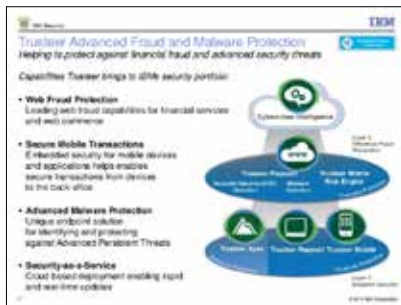 IBM Security
IBM
Trusteer Advanced Fraud and Malware Protection
Helping to protect against financial fraud and advanced security threats
Capabilities Trusteer brings to IBM's security portfolio
• Web Fraud Protection
Leading web fraud capabilities for financial services
and web commerce
• Secure Mobile Transactions
Embedded security for mobile devices
and applications helps enables
secure transactions from devices
to the back office
• Advanced Malware Protection
Unique endpoint solution
for identifying and protecting
against Advanced Persistent Threats
• Security-as-a-Service
Cloud based deployment enabling rapid
and real-time updates
Cybercrime Intelligence
WWW
Trusteer Pinpoint
Trusteer Mobile
Risk Engine
Trusteer Apex
Trusteer Rapport
Trusteer Mobile